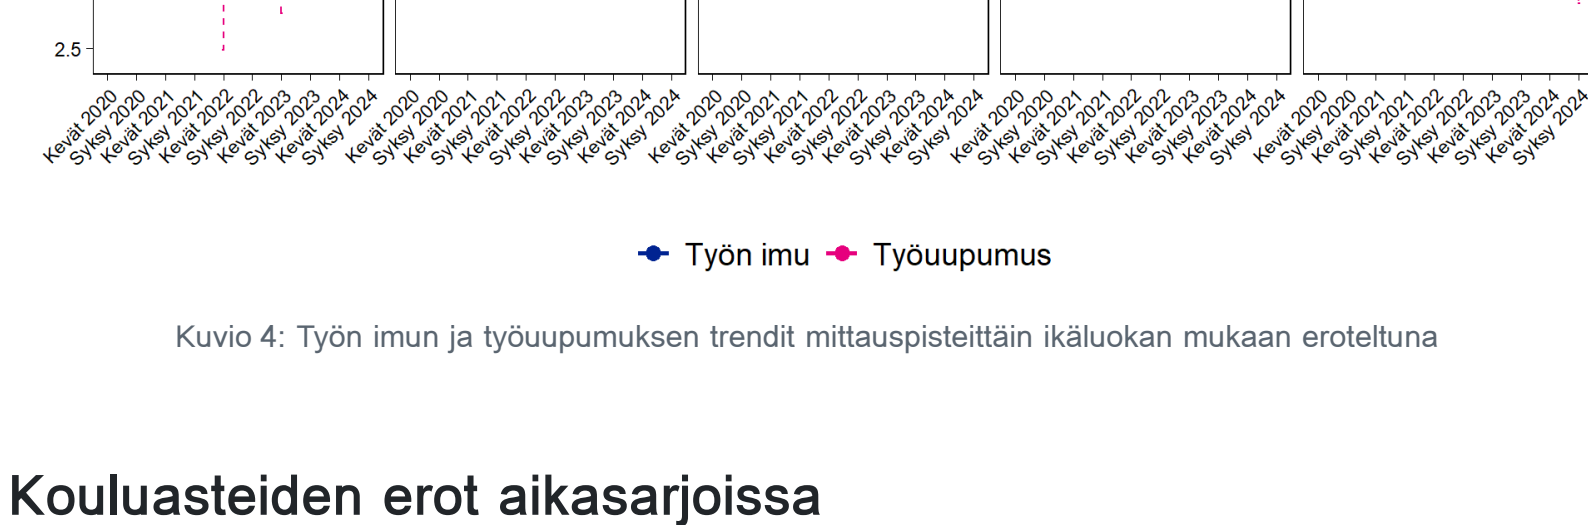 2.5
Kevät 2020 Syksy 2020 Kevät 2021 Syksy 2021 Kevät 2022 Syksy 2022 Kevät 2023 Syksy 2023 Kevät 2024 Syksy 2024
Kevät 2020 Syksy 2020 Kevät 2021 Syksy 2021 Kevät 2022 Syksy 2022 Kevät 2023 Syksy 2023 Kevät 2024 Syksy 2024
Kevät 2020 Syksy 2020 Kevät 2021 Syksy 2021 Kevät 2022 Syksy 2022 Kevät 2023 Syksy 2023 Kevät 2024 Syksy 2024
Kevät 2020 Syksy 2020 Kevät 2021 Syksy 2021 Kevät 2022 Syksy 2022 Kevät 2023 Syksy 2023 Kevät 2024 Syksy 2024
Kevät 2020 Syksy 2020 Kevät 2021 Syksy 2021 Kevät 2022 Syksy 2022 Kevät 2023 Syksy 2023 Kevät 2024 Syksy 2024
Työn imu Työuupumus
Kuvio 4: Työn imun ja työuupumuksen trendit mittauspisteittäin ikäluokan mukaan eroteltuna
Kouluasteiden erot aikasarjoissa